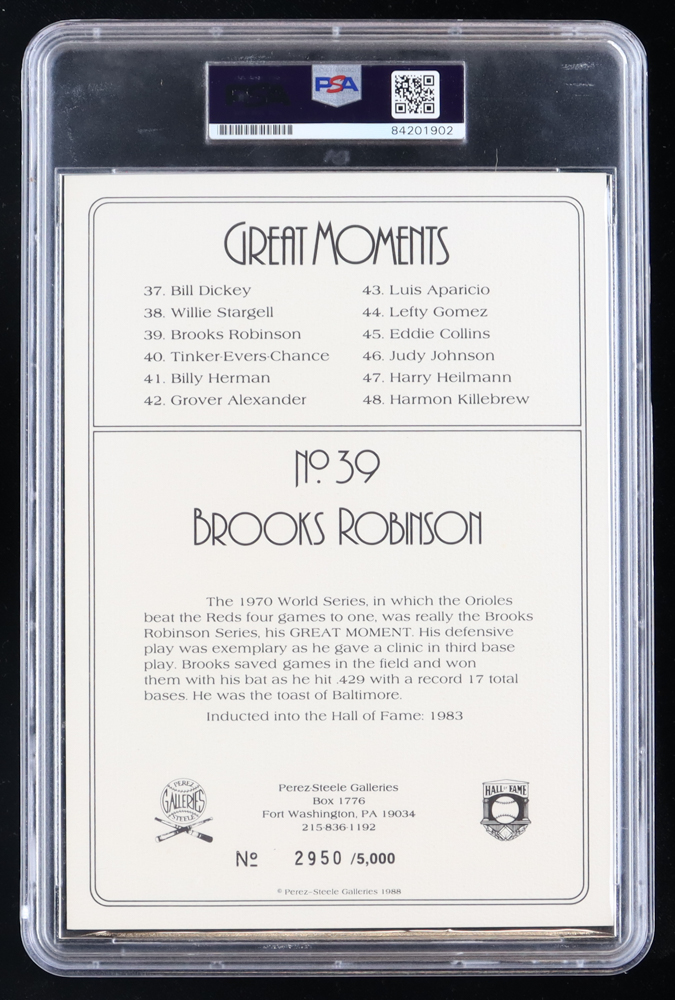 PSA
84201902
GREAT MOMENTS
37. Bill Dickey
38. Willie Stargell
39. Brooks Robinson
40. Tinker-Evers-Chance
41. Billy Herman
42. Grover Alexander
43. Luis Aparicio
44. Lefty Gomez
45. Eddie Collins
46. Judy Johnson
47. Harry Heilmann
48. Harmon Killebrew
Nº. 39
BROOKS ROBINSON
The 1970 World Series, in which the Orioles
beat the Reds four games to one, was really the Brooks
Robinson Series, his GREAT MOMENT. His defensive
play was exemplary as he gave a clinic in third base
play. Brooks saved games in the field and won
them with his bat as he hit .429 with a record 17 total
bases. He was the toast of Baltimore.
Inducted into the Hall of Fame: 1983
PEREZ
GALLERIES
STEELE
Perez-Steele Galleries
Box 1776
Fort Washington, PA 19034
215-836-1192
HALL OF FAME
Nº 2950 /5,000
© Perez-Steele Galleries 1988